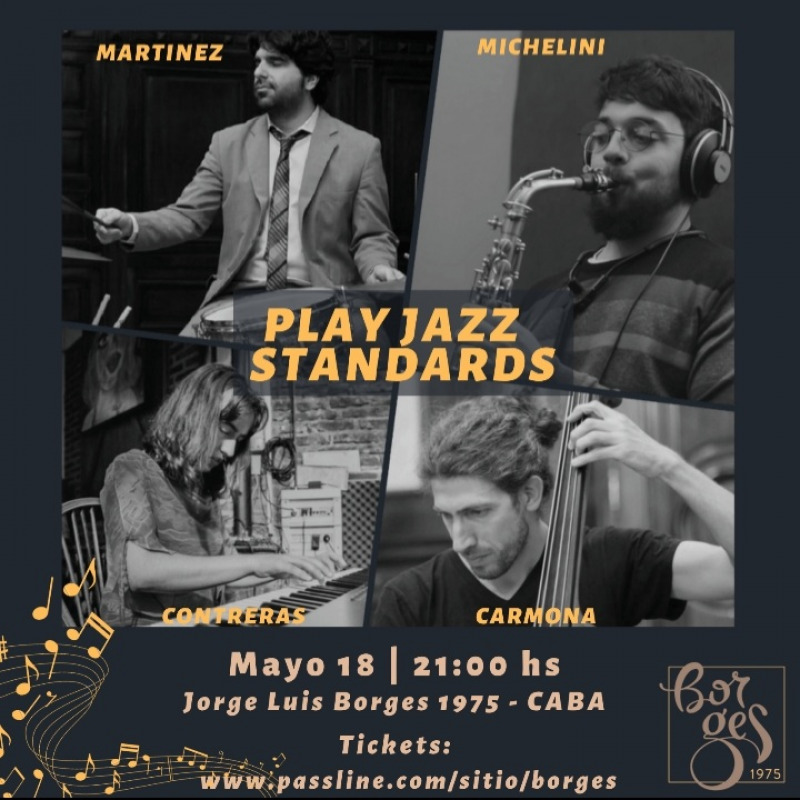 MARTINEZ
MICHELINI
PLAY JAZZ
STANDARDS
CONTRERAS
CARMONA
Mayo 18 | 21:00 hs
Jorge Luis Borges 1975 - CABA
Tickets:
www.passline.com/sitio/borges
Bor
ges
1975